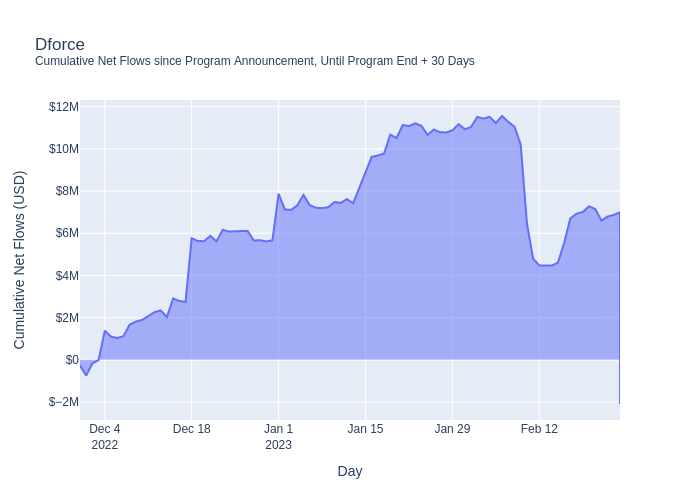 Dforce
Cumulative Net Flows since Program Announcement, Until Program End + 30 Days
$12M
$10M
$8M
$6M
$4M
$2M
$0
$−2M
Cumulative Net Flows (USD)
Dec 4
2022
Dec 18
Jan 1
2023
Jan 15
Jan 29
Feb 12
Day